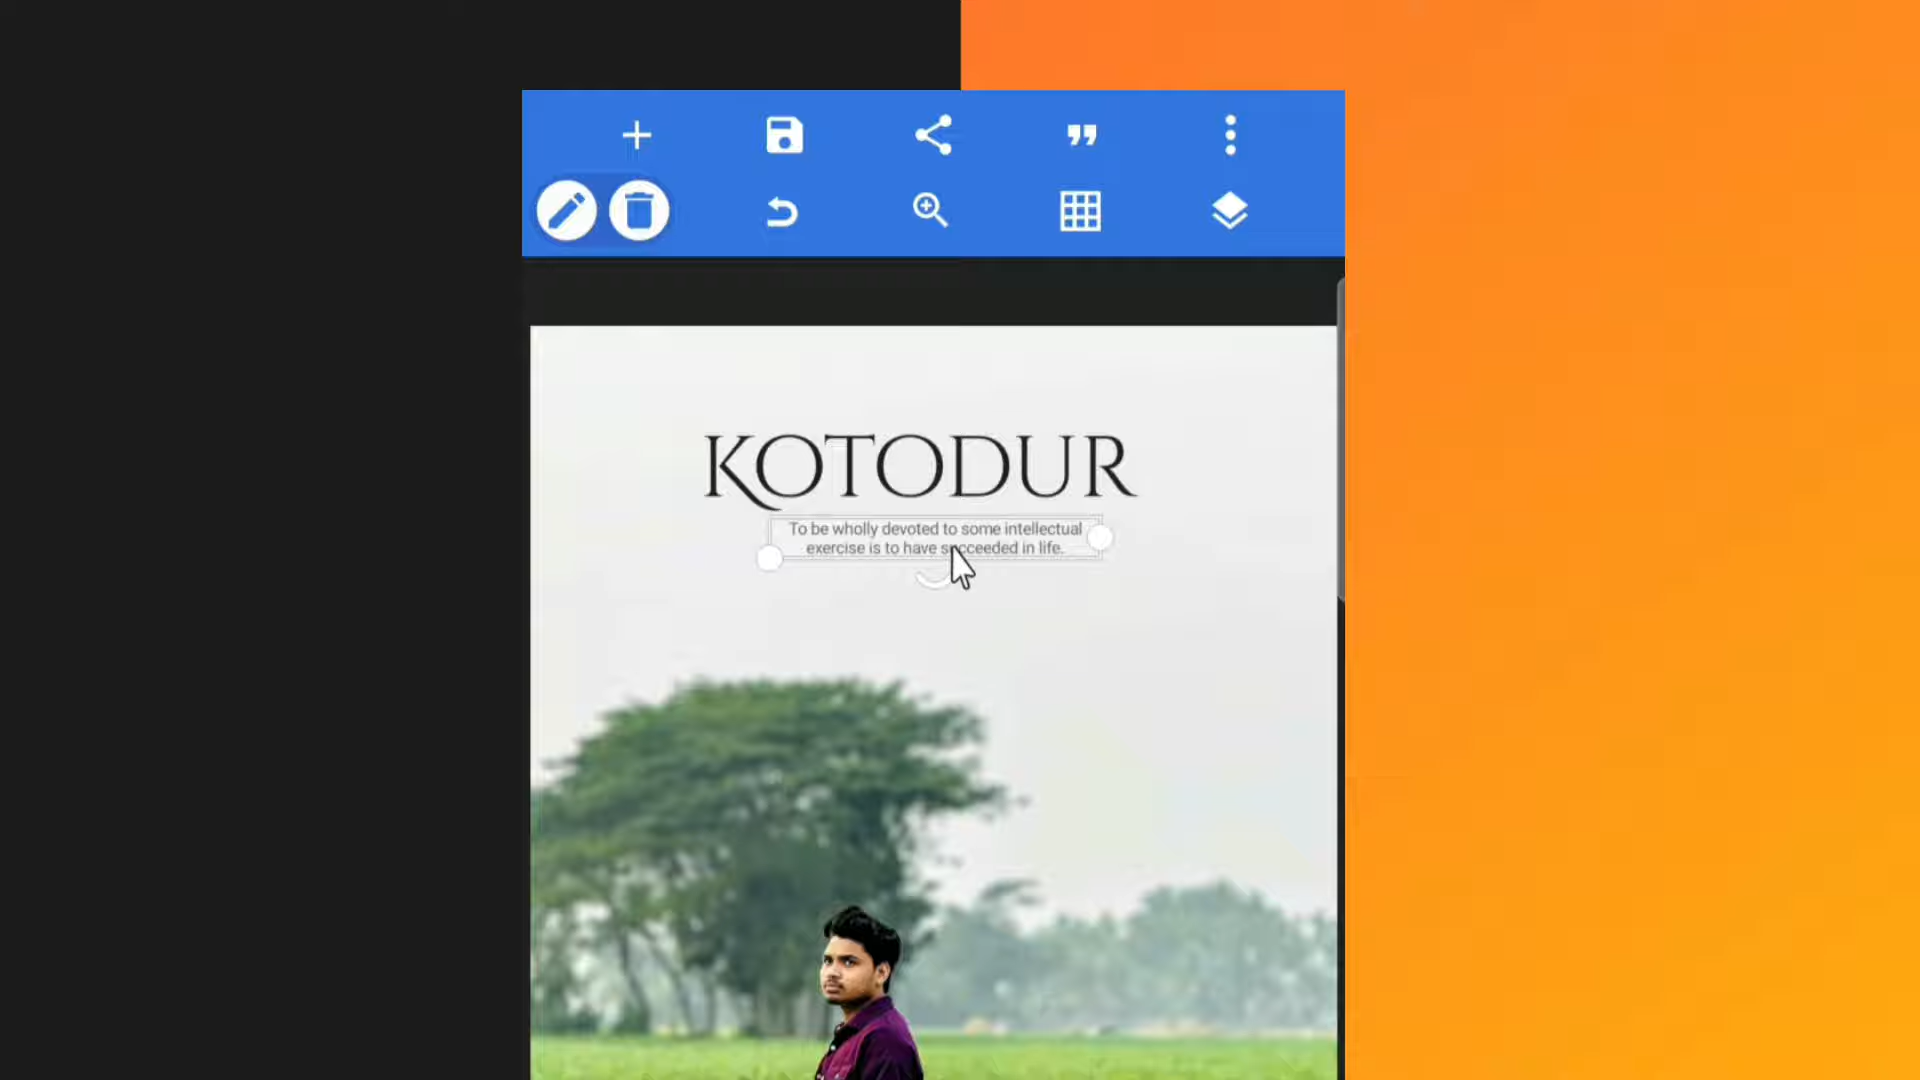 KOTODUR
To be wholly devoted to some intellectual
exercise is to have succeeded in life.